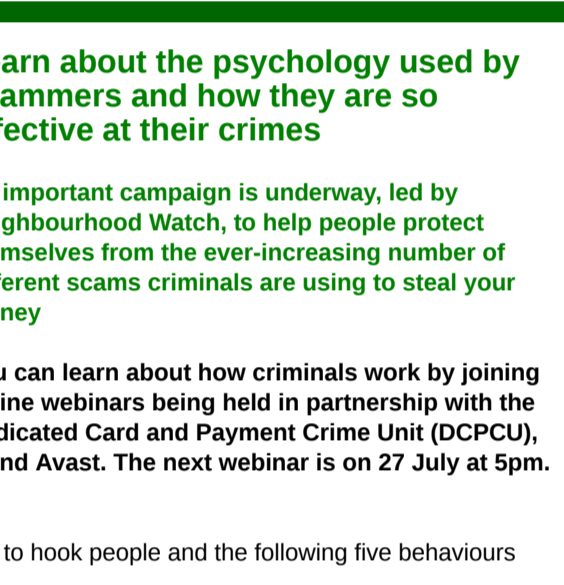 arn about the psychology used by
ammers and how they are so
fective at their crimes
important campaign is underway, led by
ghbourhood Watch, to help people protect
mselves from the ever-increasing number of
ferent scams criminals are using to steal your
ney
u can learn about how criminals work by joining
ine webinars being held in partnership with the
dicated Card and Payment Crime Unit (DCPCU),
nd Avast. The next webinar is on 27 July at 5pm.
to hook people and the following five behaviours